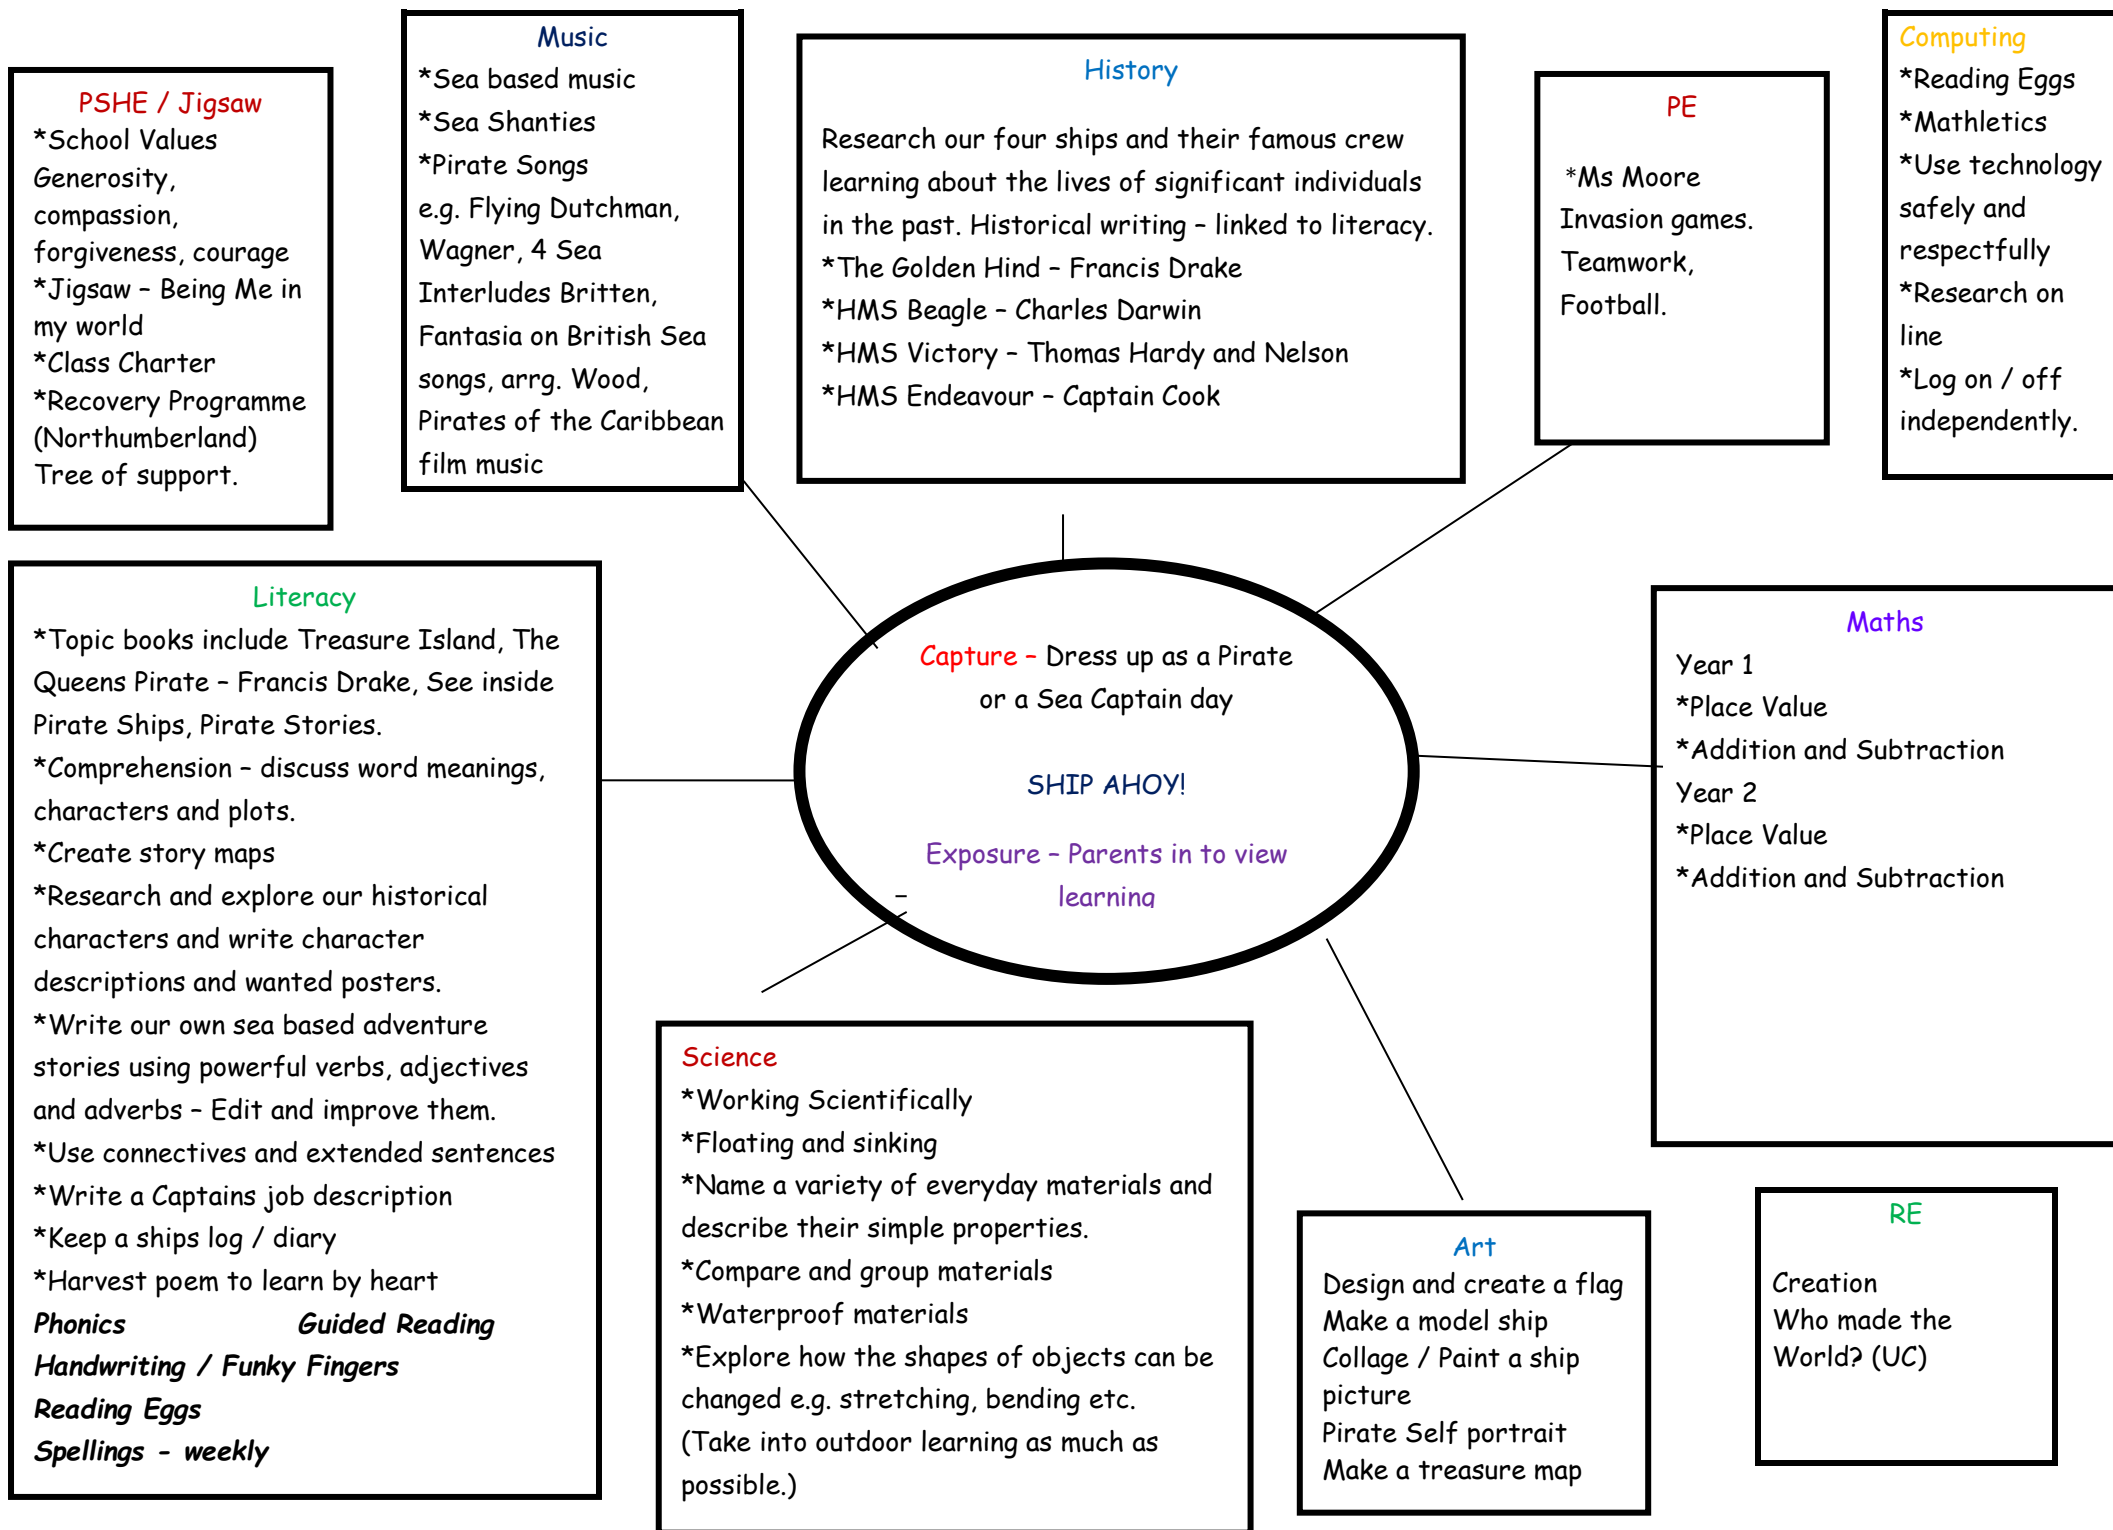 PSHE / Jigsaw
*School Values
Generosity,
compassion,
forgiveness, courage
*Jigsaw – Being Me in
my world
*Class Charter
*Recovery Programme
(Northumberland)
Tree of support.
Music
*Sea based music
*Sea Shanties
*Pirate Songs
e.g. Flying Dutchman,
Wagner, 4 Sea
Interludes Britten,
Fantasia on British Sea
songs, arrg. Wood,
Pirates of the Caribbean
film music
History
Research our four ships and their famous crew
learning about the lives of significant individuals
in the past. Historical writing – linked to literacy.
*The Golden Hind – Francis Drake
*HMS Beagle – Charles Darwin
*HMS Victory – Thomas Hardy and Nelson
*HMS Endeavour – Captain Cook
PE
*Ms Moore
Invasion games.
Teamwork,
Football.
Computing
*Reading Eggs
*Mathletics
*Use technology
safely and
respectfully
*Research on
line
*Log on / off
independently.
Literacy
*Topic books include Treasure Island, The
Queens Pirate – Francis Drake, See inside
Pirate Ships, Pirate Stories.
*Comprehension – discuss word meanings,
characters and plots.
*Create story maps
*Research and explore our historical
characters and write character
descriptions and wanted posters.
*Write our own sea based adventure
stories using powerful verbs, adjectives
and adverbs – Edit and improve them.
*Use connectives and extended sentences
*Write a Captains job description
*Keep a ships log / diary
*Harvest poem to learn by heart
Phonics Guided Reading
Handwriting / Funky Fingers
Reading Eggs
Spellings - weekly
Capture – Dress up as a Pirate
or a Sea Captain day
SHIP AHOY!
Exposure – Parents in to view
learning
Maths
Year 1
*Place Value
*Addition and Subtraction
Year 2
*Place Value
*Addition and Subtraction
Science
*Working Scientifically
*Floating and sinking
*Name a variety of everyday materials and
describe their simple properties.
*Compare and group materials
*Waterproof materials
*Explore how the shapes of objects can be
changed e.g. stretching, bending etc.
(Take into outdoor learning as much as
possible.)
Art
Design and create a flag
Make a model ship
Collage / Paint a ship
picture
Pirate Self portrait
Make a treasure map
RE
Creation
Who made the
World? (UC)